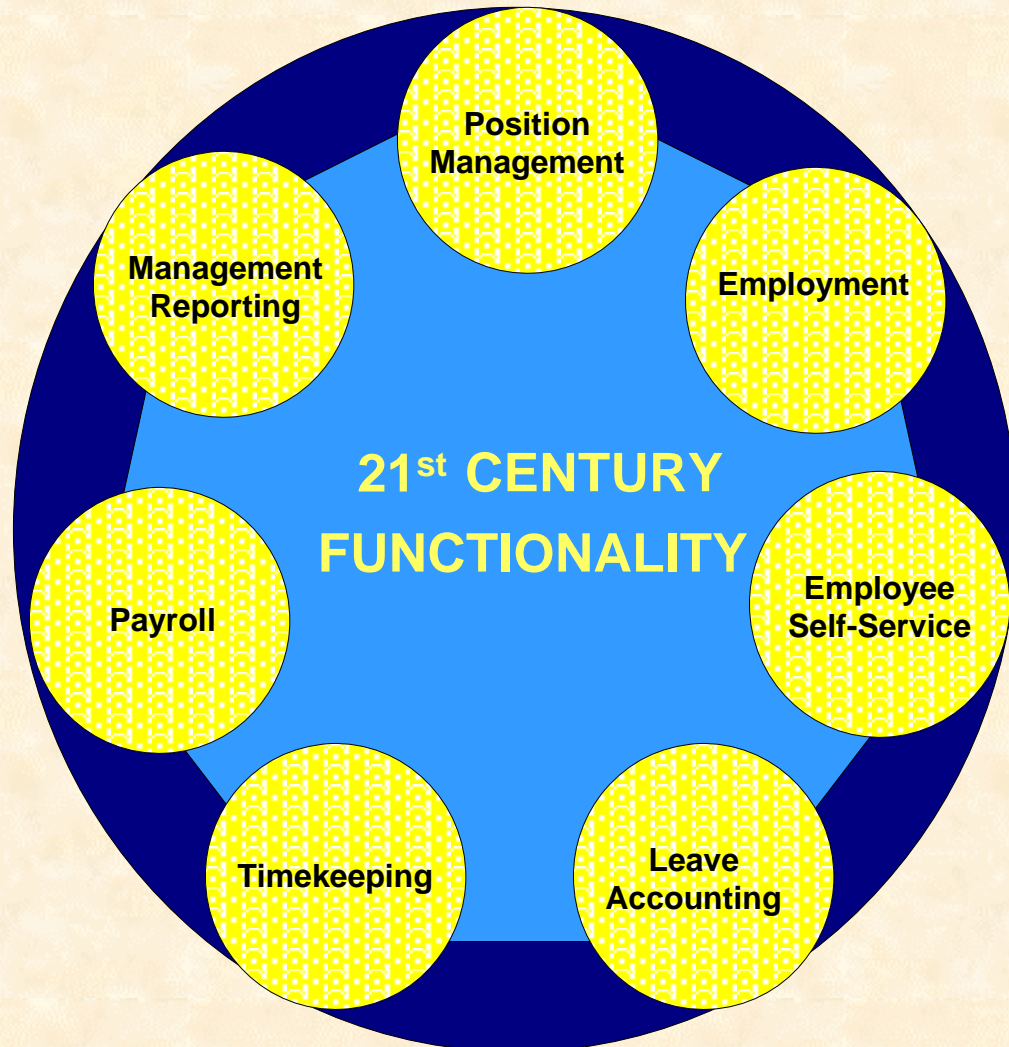 Position
Management
Management
Reporting
Employment
21st CENTURY
FUNCTIONALITY
Employee
Self-Service
Payroll
Timekeeping
Leave
Accounting